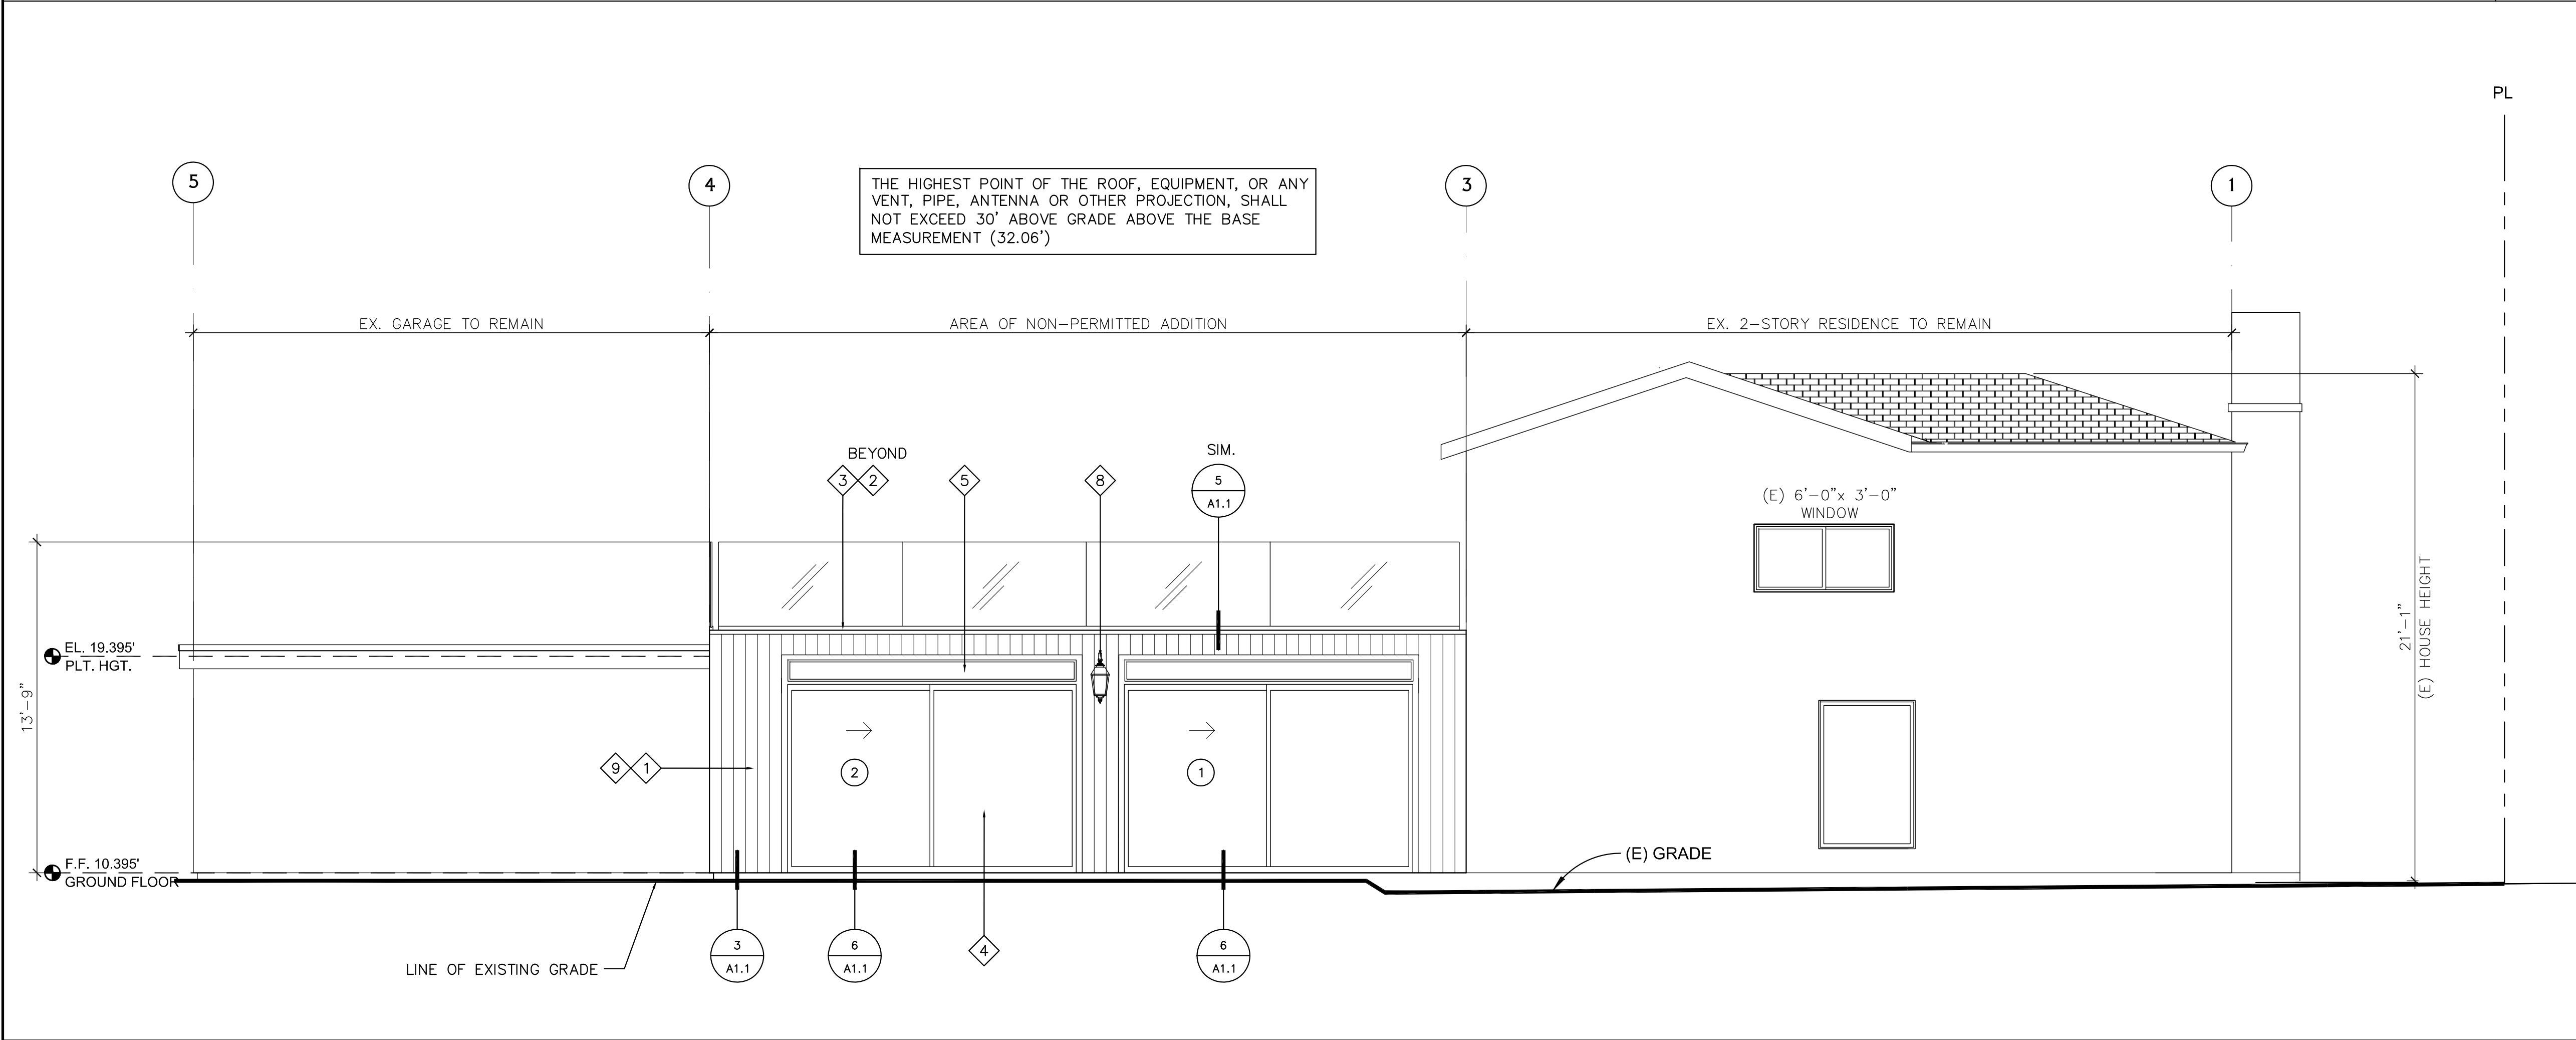 PL
5
4
3
1
THE HIGHEST POINT OF THE ROOF, EQUIPMENT, OR ANY
VENT, PIPE, ANTENNA OR OTHER PROJECTION, SHALL
NOT EXCEED 30' ABOVE GRADE ABOVE THE BASE
MEASUREMENT (32.06')
EX. GARAGE TO REMAIN
AREA OF NON-PERMITTED ADDITION
EX. 2-STORY RESIDENCE TO REMAIN
BEYOND
3
2
5
8
SIM.
5
A1.1
(E) 6'-0"x 3'-0"
WINDOW
EL. 19.395'
PLT. HGT.
13'-9"
21'-1"
(E) HOUSE HEIGHT
9
1
2
1
F.F. 10.395'
GROUND FLOOR
(E) GRADE
LINE OF EXISTING GRADE
3
A1.1
6
A1.1
4
6
A1.1